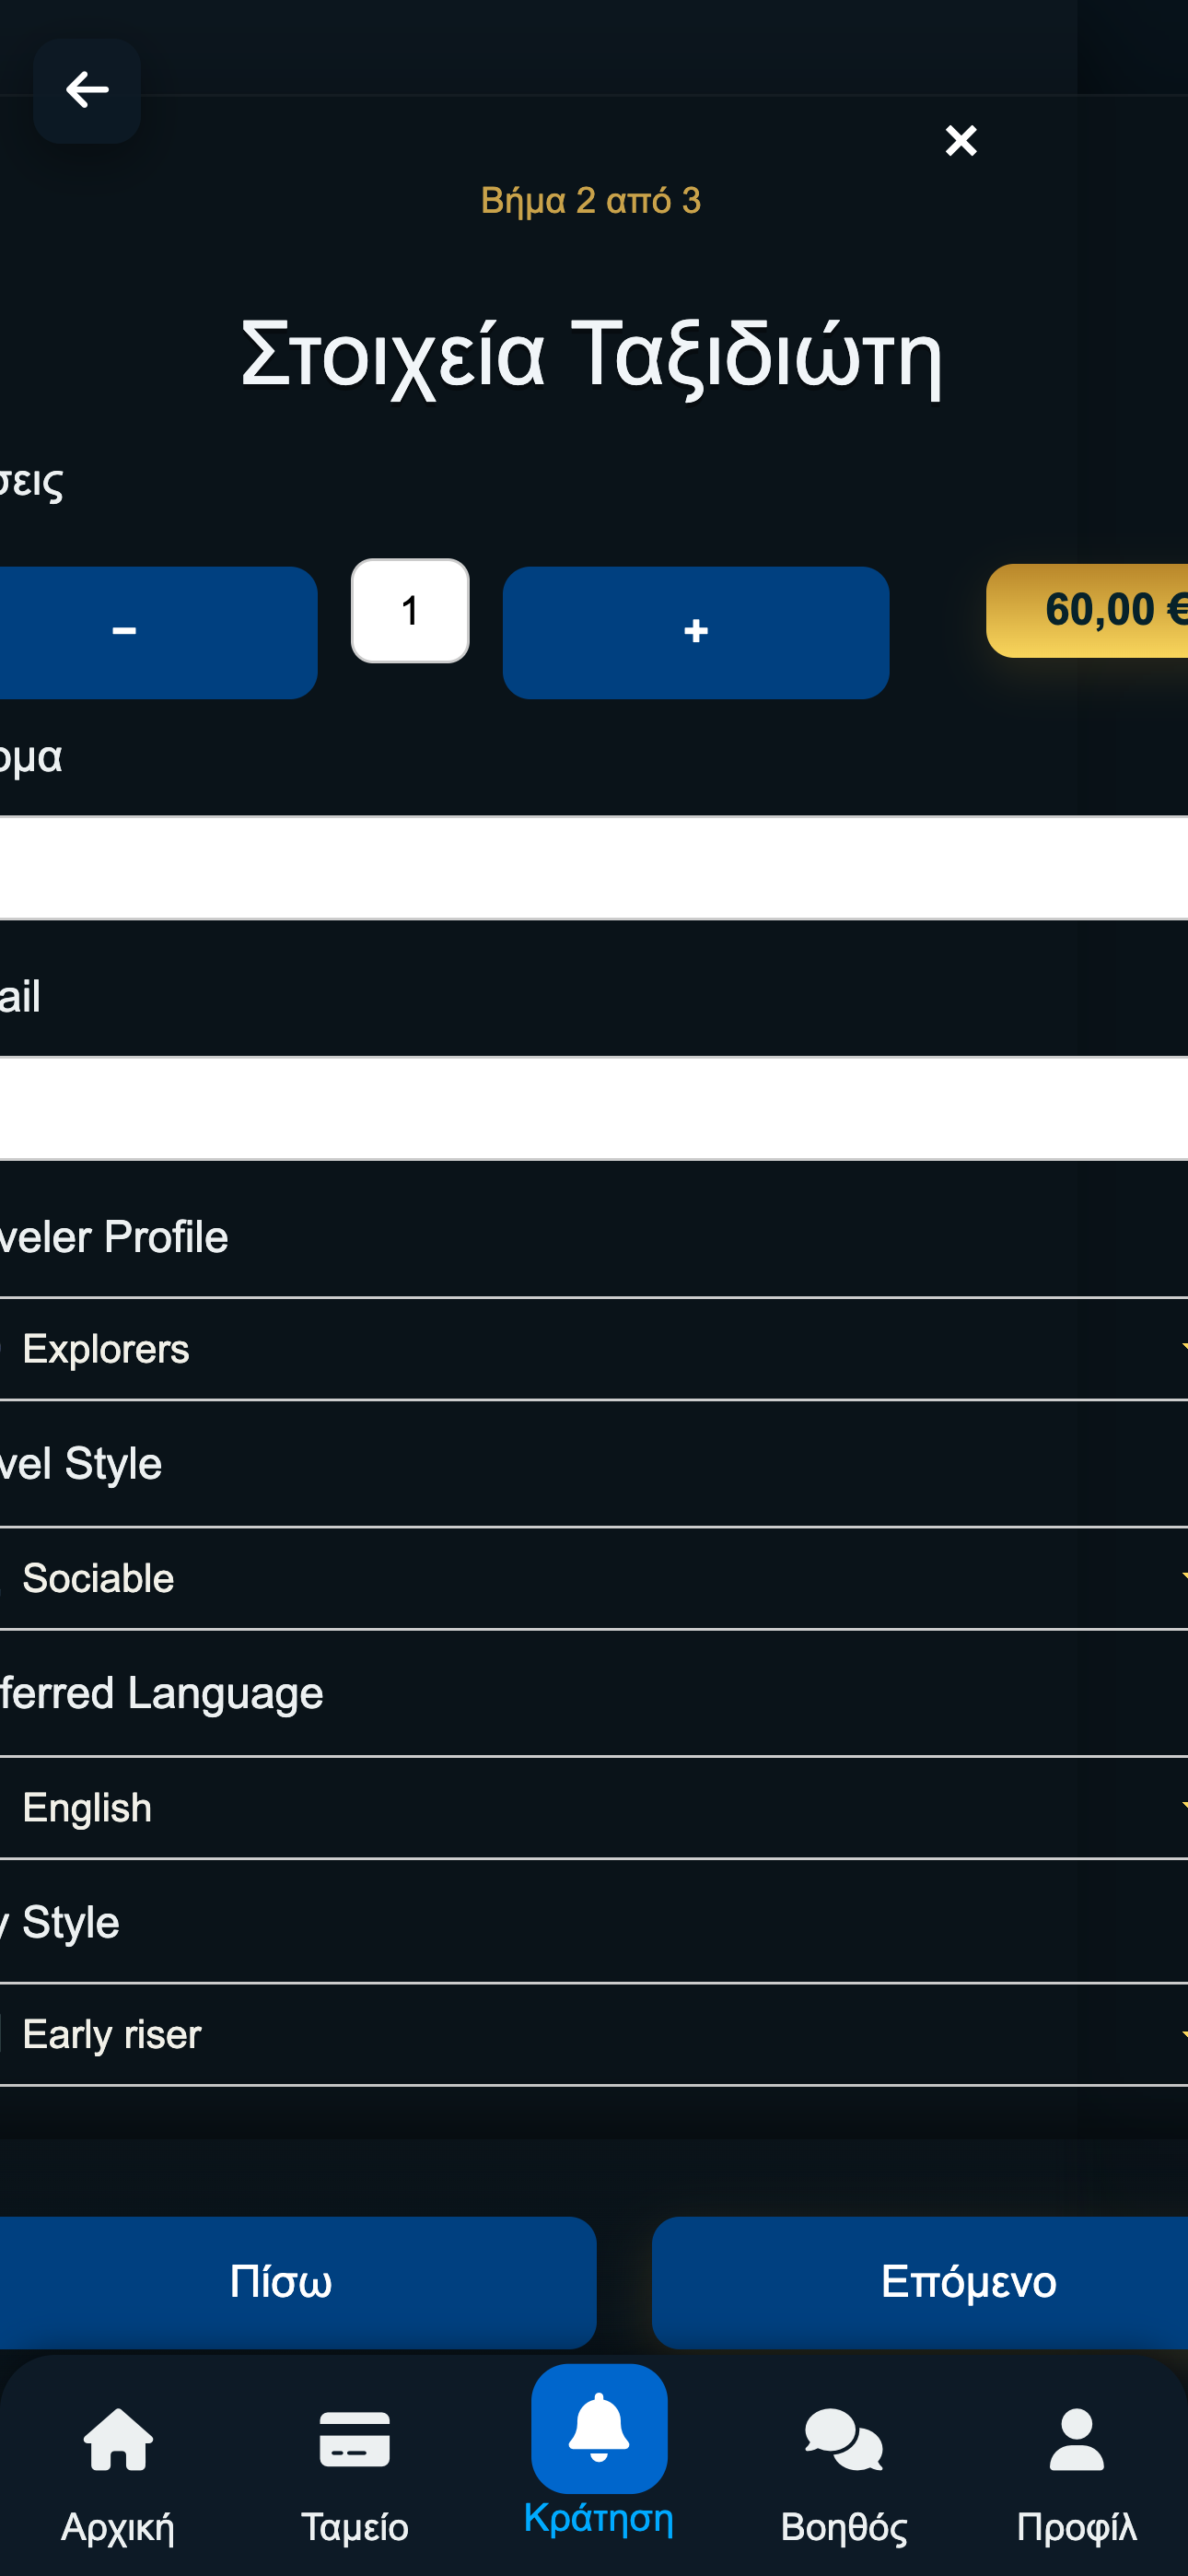 Βήμα 2 από 3
Στοιχεία Ταξιδιώτη
σεις
− 1 + 60,00 €
ομα
ail
veler Profile
Explorers
vel Style
Sociable
ferred Language
English
y Style
Early riser
Πίσω Επόμενο
Αρχική Ταμείο Κράτηση Βοηθός Προφίλ